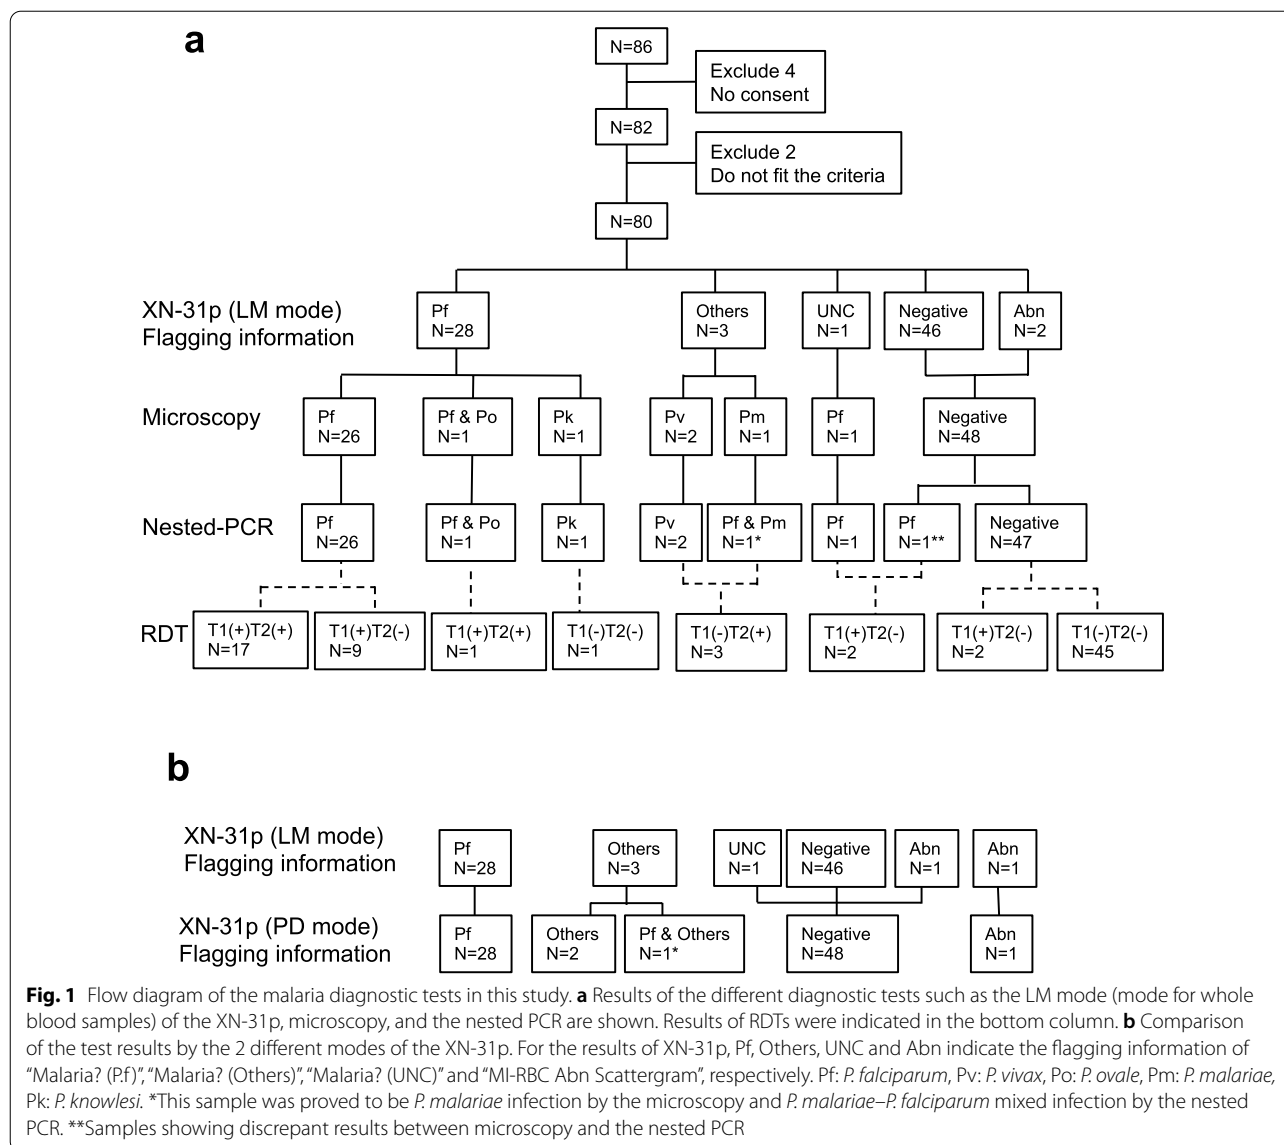 a
N=86
Exclude 4
No consent
N=82
Exclude 2
Do not fit the criteria
N=80
XN-31p (LM mode)
Flagging information
Pf
N=28
Others
N=3
UNC
N=1
Negative
N=46
Abn
N=2
Microscopy
Pf
N=26
Pf & Po
N=1
Pk
N=1
Pv
N=2
Pm
N=1
Pf
N=1
Negative
N=48
Nested-PCR
Pf
N=26
Pf & Po
N=1
Pk
N=1
Pv
N=2
Pf & Pm
N=1*
Pf
N=1
Pf
N=1**
Negative
N=47
RDT
T1(+)T2(+)
N=17
T1(+)T2(-)
N=9
T1(+)T2(+)
N=1
T1(-)T2(-)
N=1
T1(-)T2(+)
N=3
T1(+)T2(-)
N=2
T1(+)T2(-)
N=2
T1(-)T2(-)
N=45
b
XN-31p (LM mode)
Flagging information
Pf
N=28
Others
N=3
UNC
N=1
Negative
N=46
Abn
N=1
Abn
N=1
XN-31p (PD mode)
Flagging information
Pf
N=28
Others
N=2
Pf & Others
N=1*
Negative
N=48
Abn
N=1
Fig. 1 Flow diagram of the malaria diagnostic tests in this study. a Results of the different diagnostic tests such as the LM mode (mode for whole
blood samples) of the XN-31p, microscopy, and the nested PCR are shown. Results of RDTs were indicated in the bottom column. b Comparison
of the test results by the 2 different modes of the XN-31p. For the results of XN-31p, Pf, Others, UNC and Abn indicate the flagging information of
“Malaria? (P.f)”, “Malaria? (Others)”, “Malaria? (UNC)” and “MI-RBC Abn Scattergram”, respectively. Pf: P. falciparum, Pv: P. vivax, Po: P. ovale, Pm: P. malariae,
Pk: P. knowlesi. *This sample was proved to be P. malariae infection by the microscopy and P. malariae–P. falciparum mixed infection by the nested
PCR. **Samples showing discrepant results between microscopy and the nested PCR